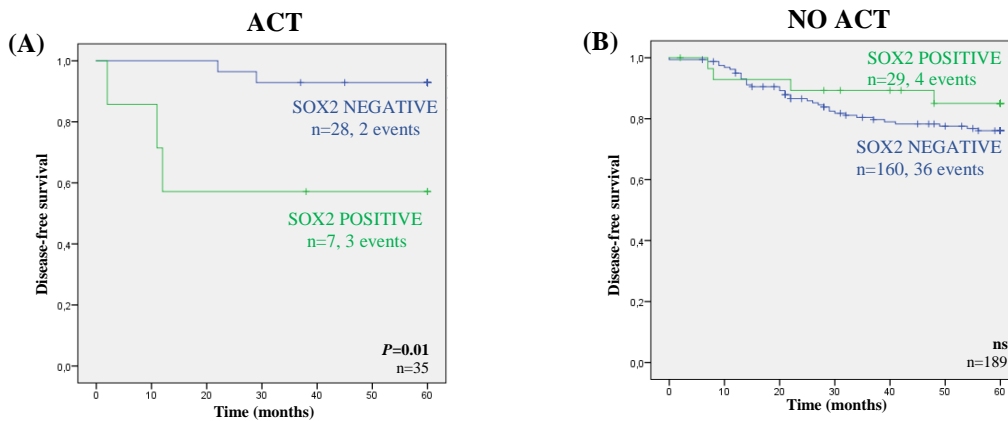 ACT
(A)
Disease-free survival
1,0
0,8
0,6
0,4
0,2
0,0
SOX2 NEGATIVE
n=28, 2 events
SOX2 POSITIVE
n=7, 3 events
P=0.01
n=35
0
10
20
30
40
50
60
Time (months)
NO ACT
(B)
Disease-free survival
1,0
0,8
0,6
0,4
0,2
0,0
SOX2 POSITIVE
n=29, 4 events
SOX2 NEGATIVE
n=160, 36 events
ns
n=189
0
10
20
30
40
50
60
Time (months)